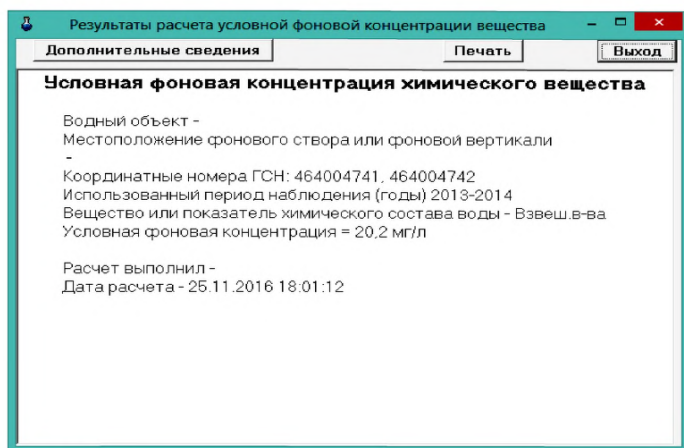 Результаты расчета условной фоновой концентрации вещества
Дополнительные сведения Печать Выход
Условная фоновая концентрация химического вещества
Водный объект -
Местоположение фонового створа или фоновой вертикали
-
Координатные номера ГСН: 464004741, 464004742
Использованный период наблюдения (годы) 2013-2014
Вещество или показатель химического состава воды - Взвеш.в-ва
Условная фоновая концентрация = 20,2 мг/л
Расчет выполнил -
Дата расчета - 25.11.2016 18:01:12